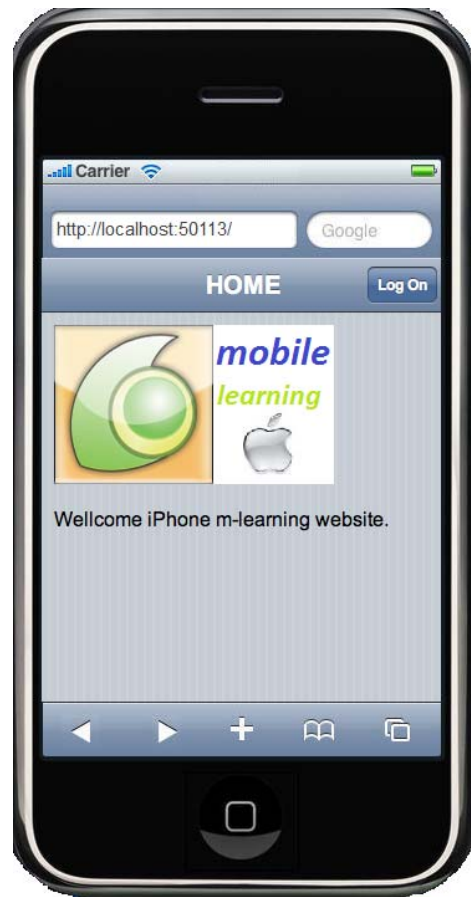 Carrier
http://localhost:50113/ Google
HOME Log On
mobile
learning
Wellcome iPhone m-learning website.